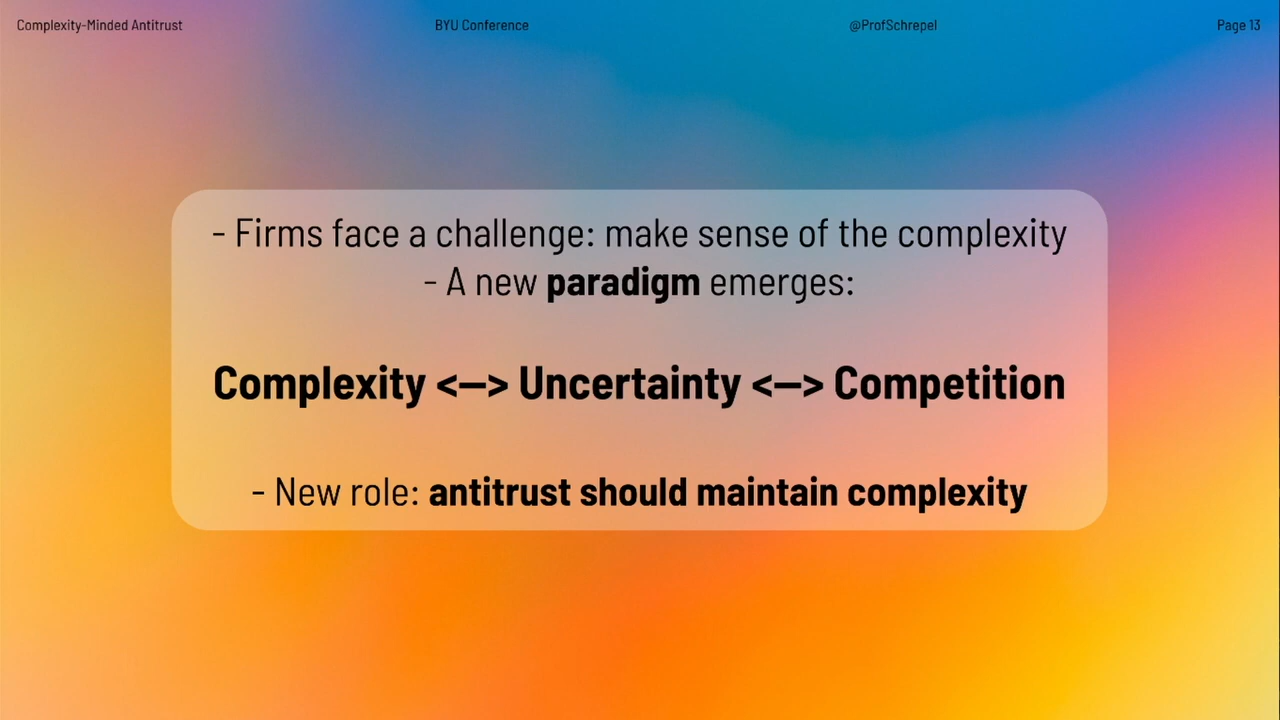 Complexity-Minded Antitrust
BYU Conference
@ProfSchrepel
Page 13
- Firms face a challenge: make sense of the complexity
- A new paradigm emerges:
Complexity <—> Uncertainty <—> Competition
- New role: antitrust should maintain complexity